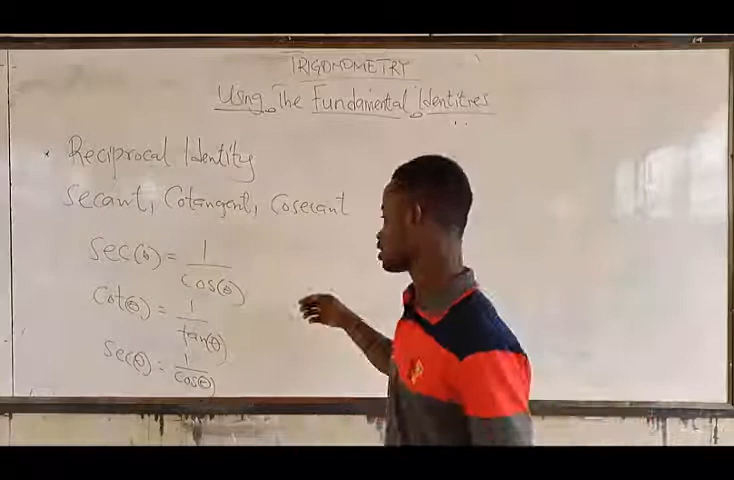 TRIGONOMETRY
Using The Fundamental Identities
Reciprocal Identity
Secant, Cotangent, Cosecant
Sec(θ) = 1/cos(θ)
Cot(θ) = 1/tan(θ)
Sec(θ) = 1/cos(θ)